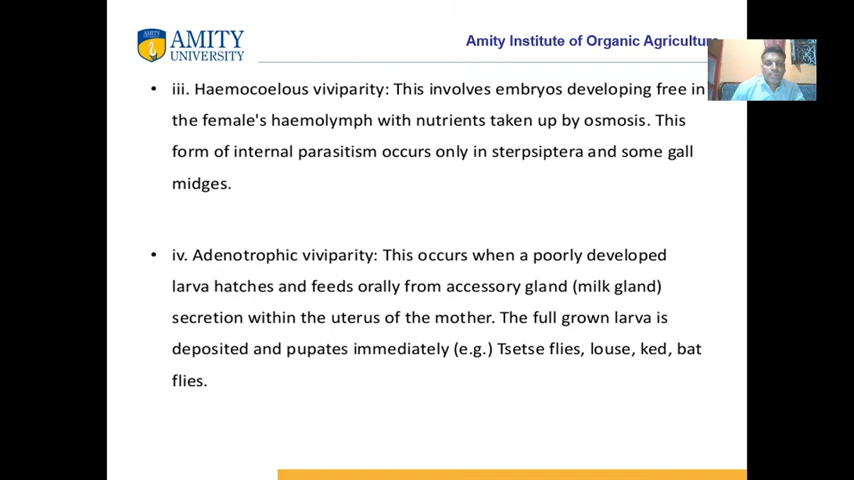 AMITY
AMITY
UNIVERSITY
Amity Institute of Organic Agriculture
• iii. Haemocoelous viviparity: This involves embryos developing free in
the female's haemolymph with nutrients taken up by osmosis. This
form of internal parasitism occurs only in sterpsiptera and some gall
midges.
• iv. Adenotrophic viviparity: This occurs when a poorly developed
larva hatches and feeds orally from accessory gland (milk gland)
secretion within the uterus of the mother. The full grown larva is
deposited and pupates immediately (e.g.) Tsetse flies, louse, ked, bat
flies.